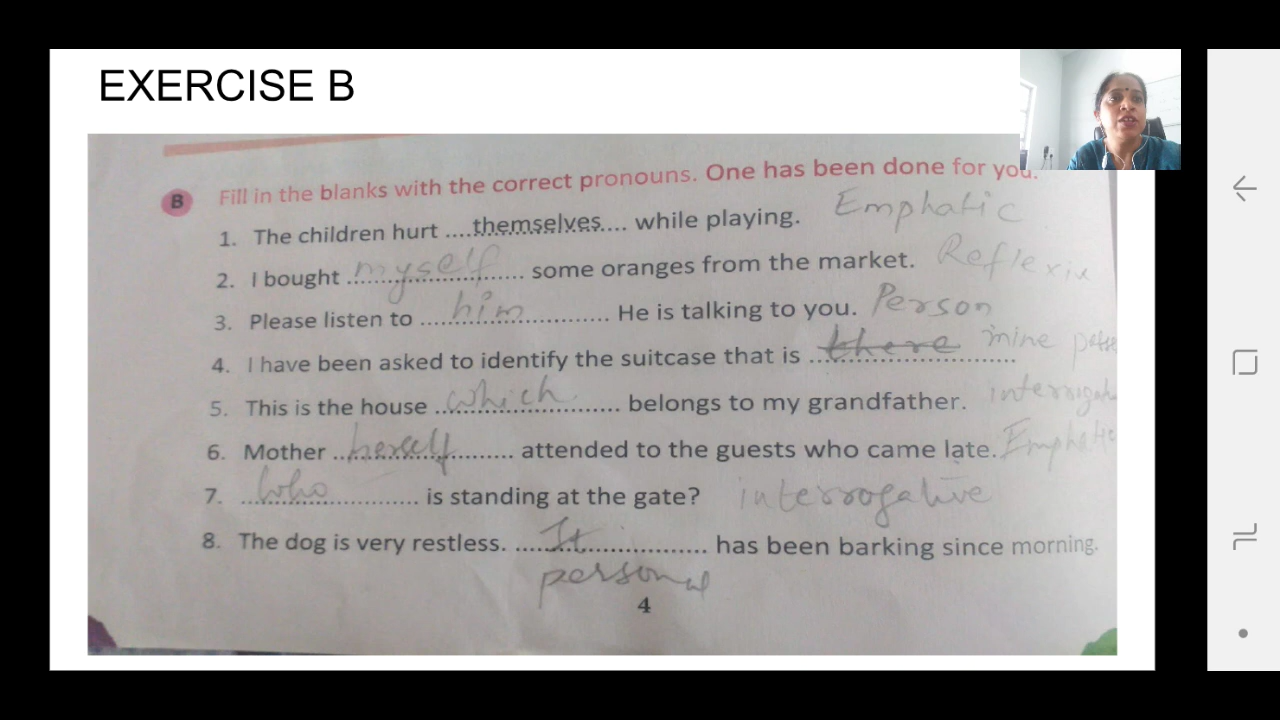 EXERCISE B
B Fill in the blanks with the correct pronouns. One has been done for you.
1. The children hurt ....themselves.... while playing. Emphatic
2. I bought myself some oranges from the market. Reflexiv
3. Please listen to him He is talking to you. Person
4. I have been asked to identify the suitcase that is there mine
5. This is the house which belongs to my grandfather. interrogat
6. Mother herself attended to the guests who came late. Emphatic
7. who is standing at the gate? interrogative
8. The dog is very restless. It has been barking since morning.
personal
4